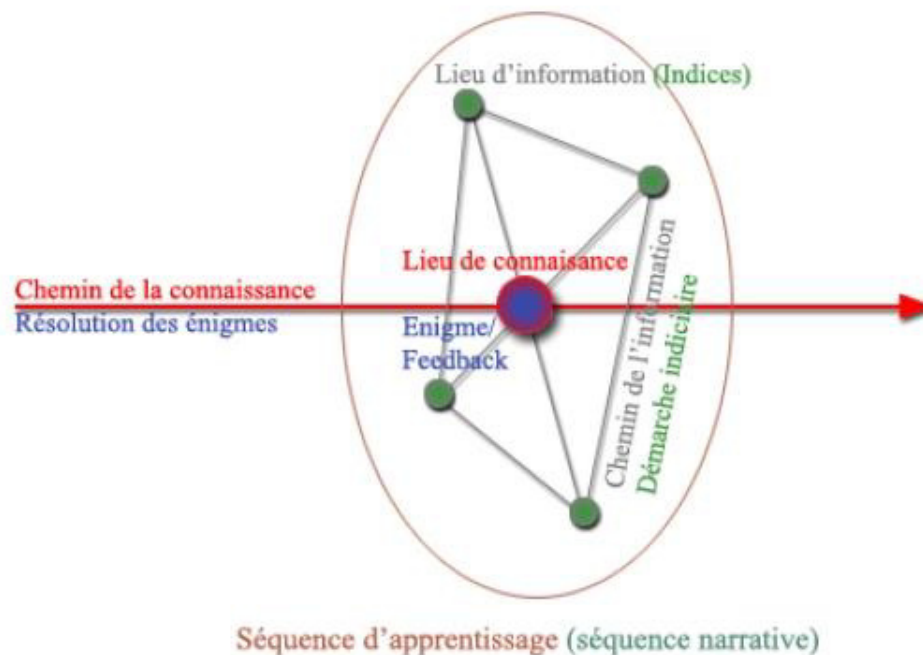 Lieu d'information (Indices)
Lieu de connaisance
Chemin de la connaissance
Résolution des énigmes
Enigme/
Feedback
Chemin de l'information
Démarche indiciaire
Séquence d'apprentissage (séquence narrative)